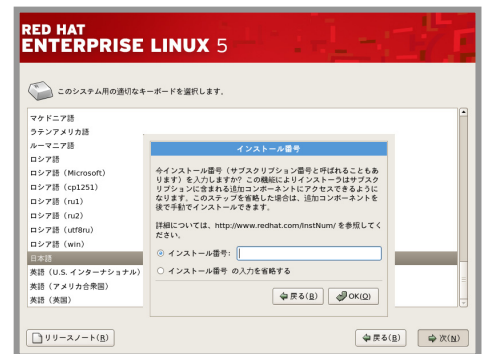 RED HAT
ENTERPRISE LINUX 5
このシステム用の適切なキーボードを選択します。
マケドニア語
ラテンアメリカ語
ルーマニア語
ロシア語
ロシア語 (Microsoft)
ロシア語 (cp1251)
ロシア語 (ru1)
ロシア語 (ru2)
ロシア語 (utf8ru)
ロシア語 (win)
日本語
英語 (U.S. インターナショナル)
英語 (アメリカ合衆国)
英語 (英国)
インストール番号
今インストール番号（サブスクリプション番号と呼ばれることもあ
ります）を入力しますか? この機能によりインストーラはサブスク
リプションに含まれる追加コンポーネントにアクセスできるように
なります。このステップを省略した場合は、追加コンポーネントを
後で手動でインストールできます。
詳細については、http://www.redhat.com/InstNum/ を参照してく
ださい。
インストール番号:
インストール番号 の入力を省略する
戻る(B)
OK(O)
リリースノート(R)
戻る(B)
次(N)